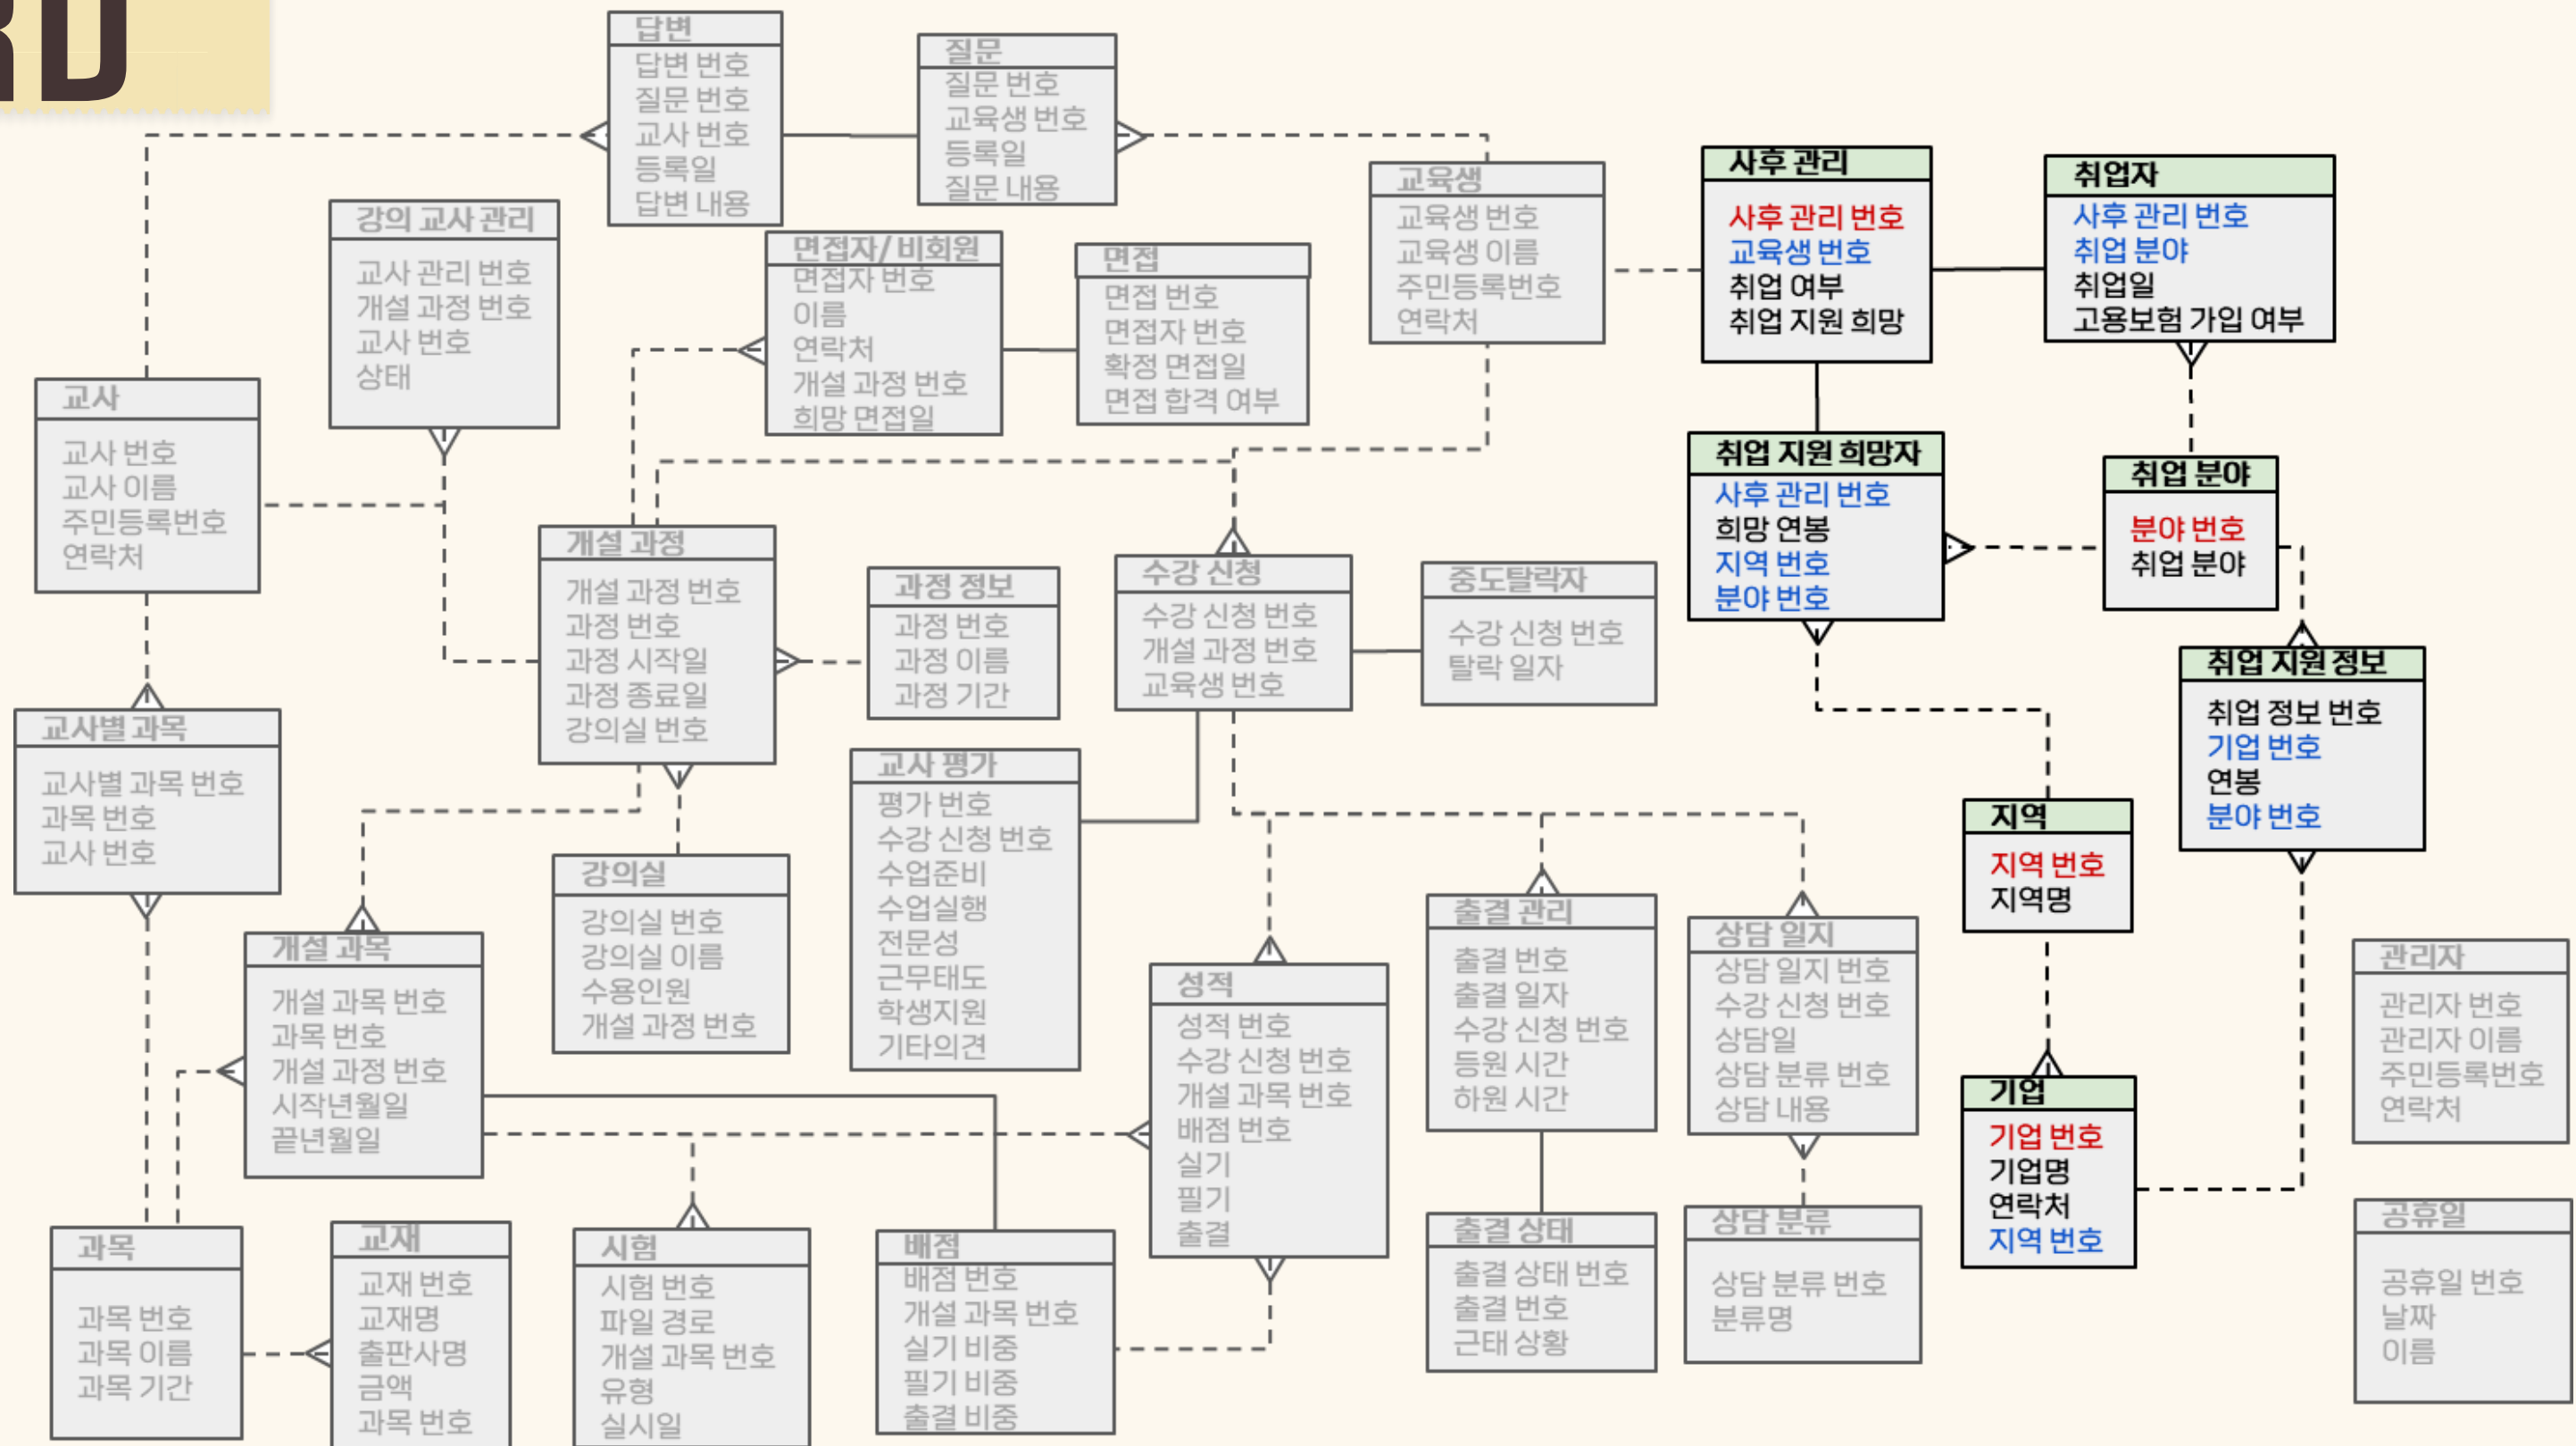 RD
답변
답변 번호
질문 번호
교사 번호
등록일
답변 내용
질문
질문 번호
교육생 번호
등록일
질문 내용
교육생
교육생 번호
교육생 이름
주민등록번호
연락처
사후 관리
사후 관리 번호
교육생 번호
취업 여부
취업 지원 희망
취업자
사후 관리 번호
취업 분야
취업일
고용보험 가입 여부
강의 교사 관리
교사 관리 번호
개설 과정 번호
교사 번호
상태
면접자/ 비회원
면접자 번호
이름
연락처
개설 과정 번호
희망 면접일
면접
면접 번호
면접자 번호
확정 면접일
면접 합격 여부
교사
교사 번호
교사 이름
주민등록번호
연락처
취업 지원 희망자
사후 관리 번호
희망 연봉
지역 번호
분야 번호
취업 분야
분야 번호
취업 분야
개설 과정
개설 과정 번호
과정 번호
과정 시작일
과정 종료일
강의실 번호
과정 정보
과정 번호
과정 이름
과정 기간
수강 신청
수강 신청 번호
개설 과정 번호
교육생 번호
중도탈락자
수강 신청 번호
탈락 일자
취업 지원 정보
취업 정보 번호
기업 번호
연봉
분야 번호
교사별 과목
교사별 과목 번호
과목 번호
교사 번호
교사 평가
평가 번호
수강 신청 번호
수업준비
수업실행
전문성
근무태도
학생지원
기타의견
지역
지역 번호
지역명
강의실
강의실 번호
강의실 이름
수용인원
개설 과정 번호
출결 관리
출결 번호
출결 일자
수강 신청 번호
등원 시간
하원 시간
상담 일지
상담 일지 번호
수강 신청 번호
상담일
상담 분류 번호
상담 내용
개설 과목
개설 과목 번호
과목 번호
개설 과정 번호
시작년월일
끝년월일
성적
성적 번호
수강 신청 번호
개설 과목 번호
배점 번호
실기
필기
출결
관리자
관리자 번호
관리자 이름
주민등록번호
연락처
기업
기업 번호
기업명
연락처
지역 번호
과목
과목 번호
과목 이름
과목 기간
교재
교재 번호
교재명
출판사명
금액
과목 번호
시험
시험 번호
파일 경로
개설 과목 번호
유형
실시일
배점
배점 번호
개설 과목 번호
실기 비중
필기 비중
출결 비중
출결 상태
출결 상태 번호
출결 번호
근태 상황
상담 분류
상담 분류 번호
분류명
공휴일
공휴일 번호
날짜
이름